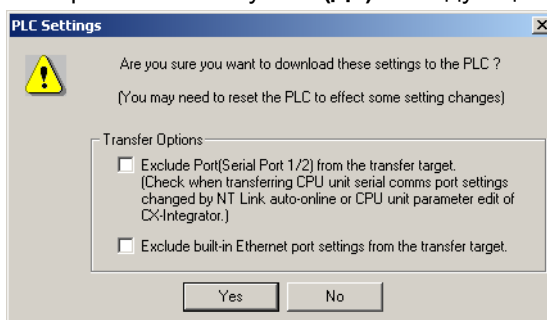 PLC Settings
Are you sure you want to download these settings to the PLC ?
(You may need to reset the PLC to effect some setting changes)
Transfer Options
Exclude Port(Serial Port 1/2) from the transfer target.
(Check when transferring CPU unit serial comms port settings
changed by NT Link auto-online or CPU unit parameter edit of
CX-Integrator.)
Exclude built-in Ethernet port settings from the transfer target.
Yes No